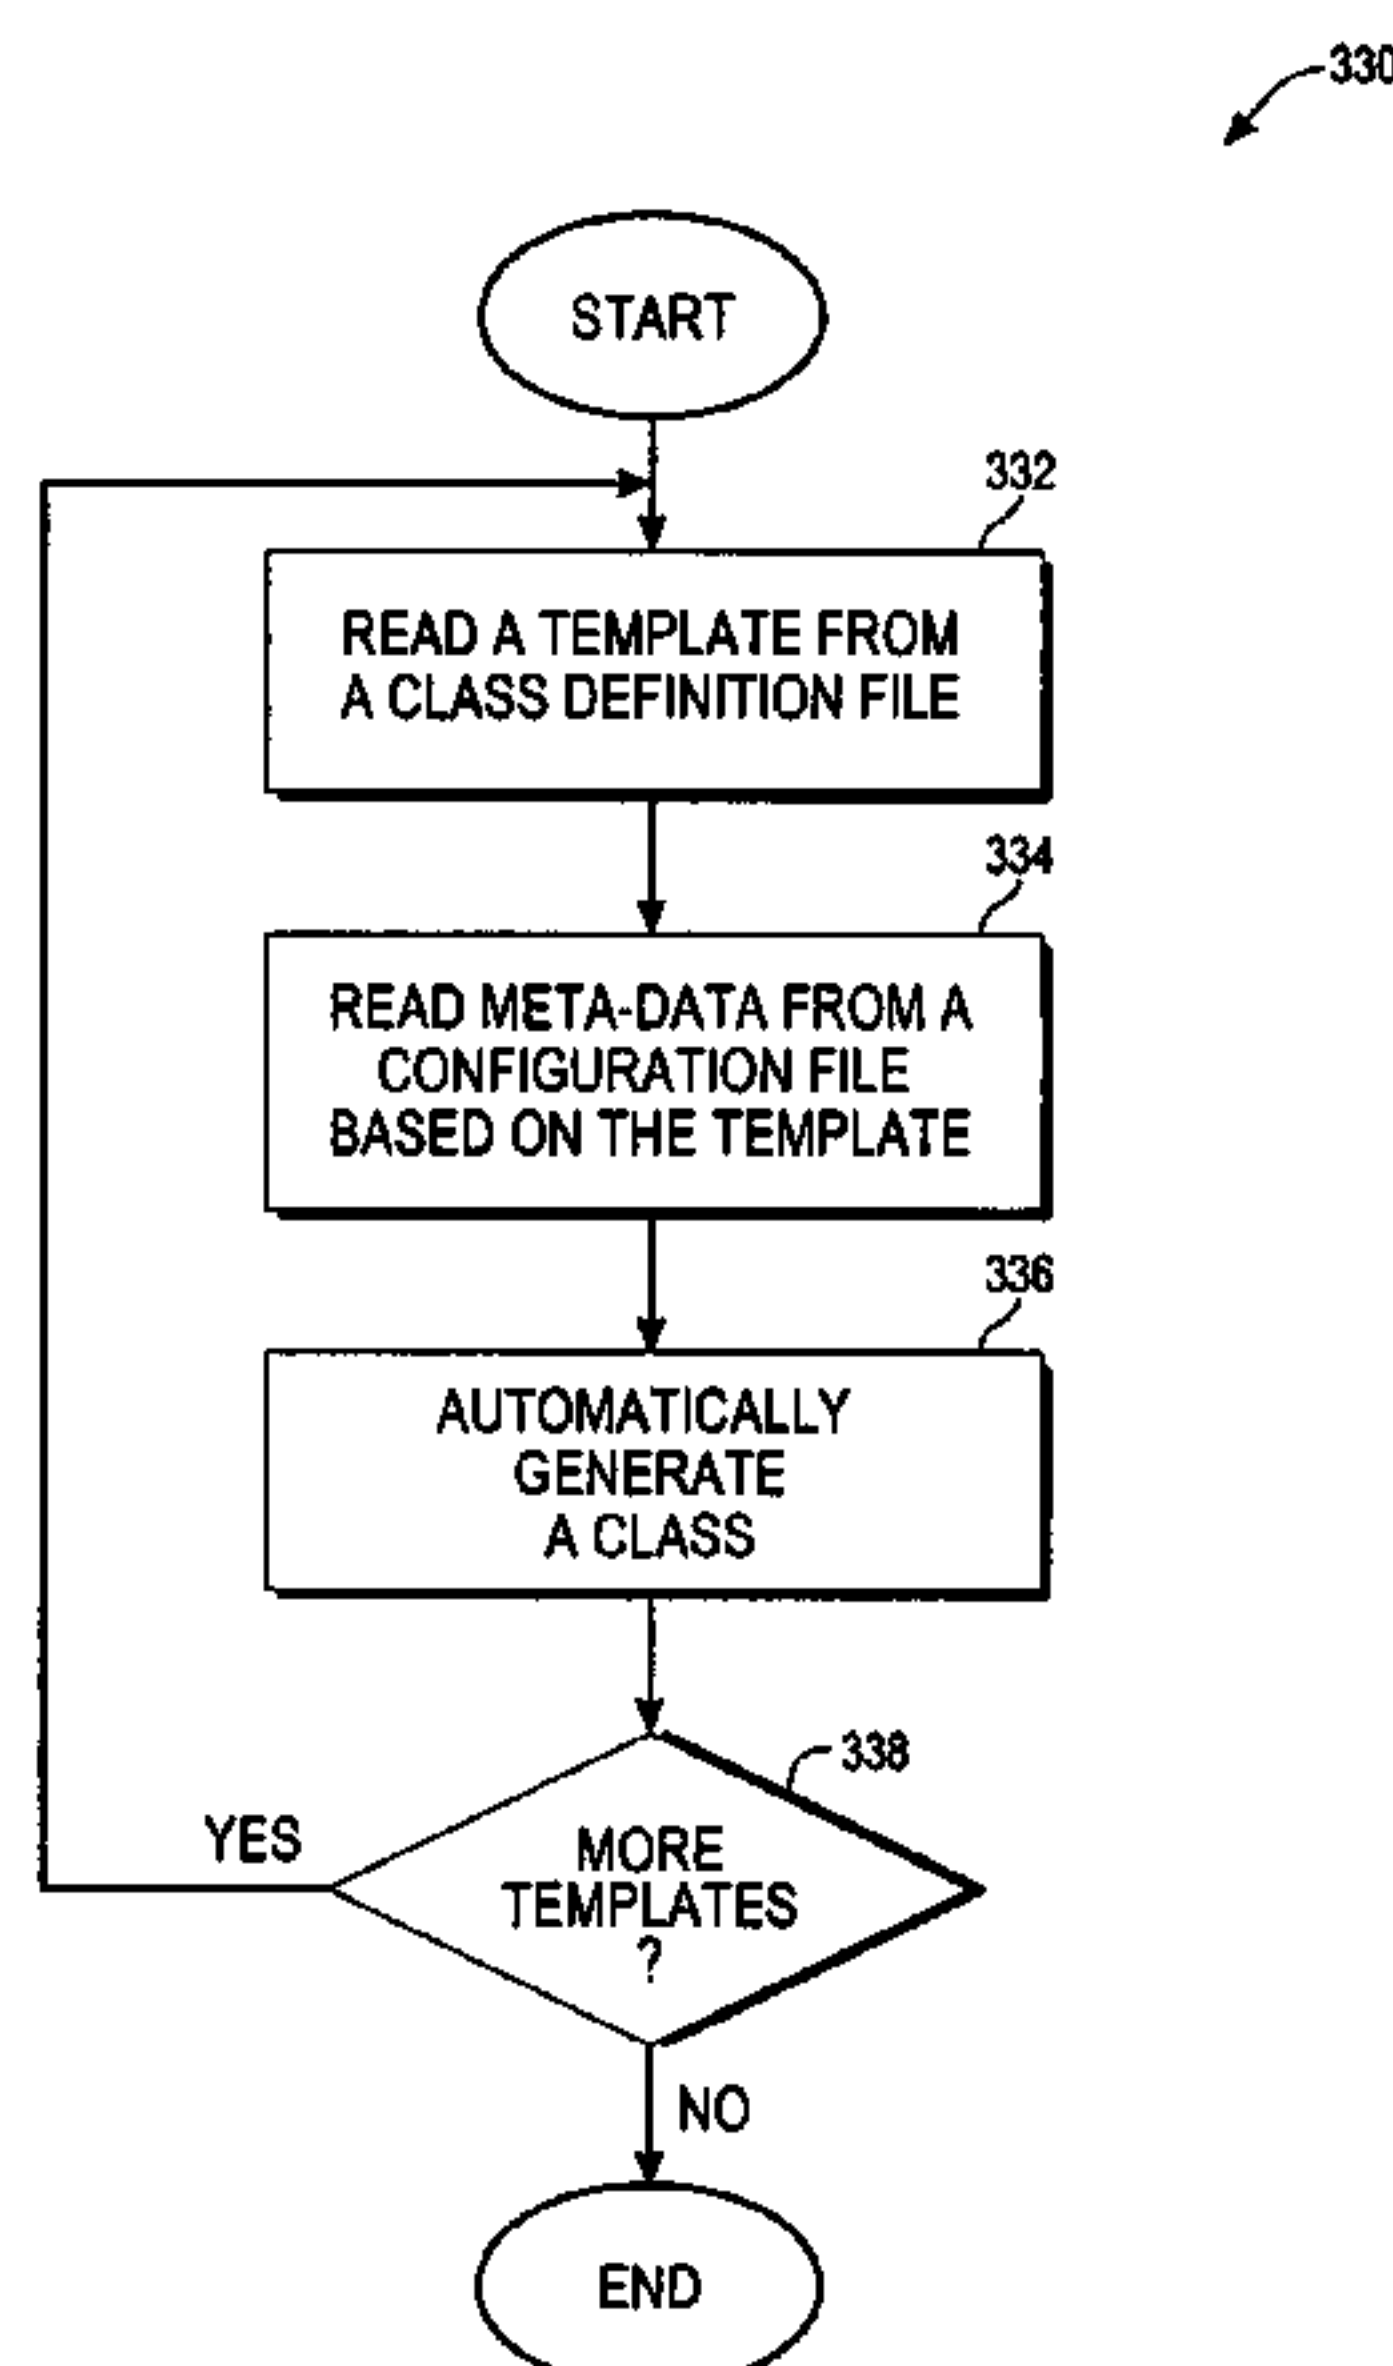 330
START
332
READ A TEMPLATE FROM
A CLASS DEFINITION FILE
334
READ META-DATA FROM A
CONFIGURATION FILE
BASED ON THE TEMPLATE
336
AUTOMATICALLY
GENERATE
A CLASS
338
YES
MORE
TEMPLATES
?
NO
END